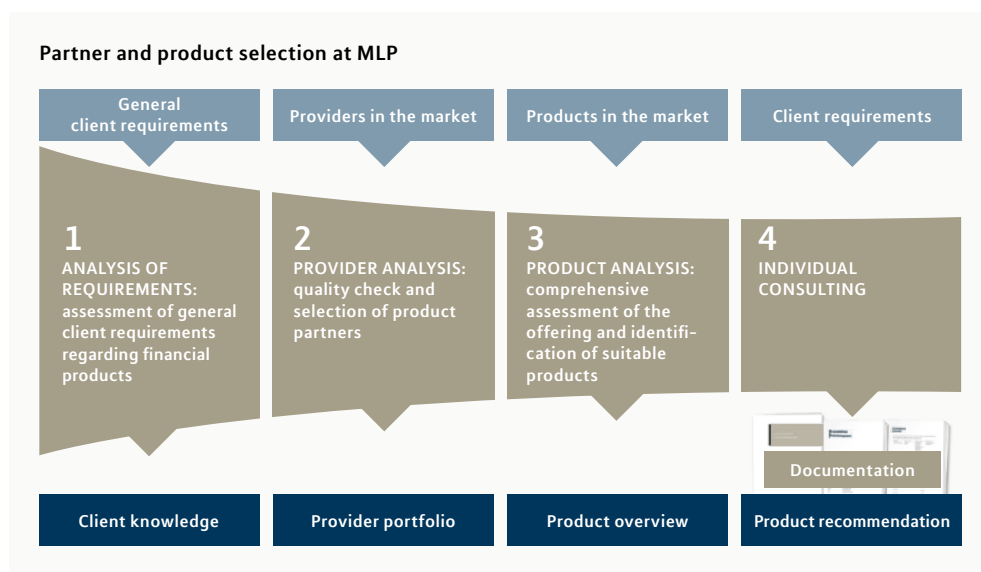 Partner and product selection at MLP
General
client requirements
Providers in the market
Products in the market
Client requirements
1
ANALYSIS OF
REQUIREMENTS:
assessment of general
client requirements
regarding financial
products
2
PROVIDER ANALYSIS:
quality check and
selection of product
partners
3
PRODUCT ANALYSIS:
comprehensive
assessment of the
offering and identifi-
cation of suitable
products
4
INDIVIDUAL
CONSULTING
Documentation
Client knowledge
Provider portfolio
Product overview
Product recommendation